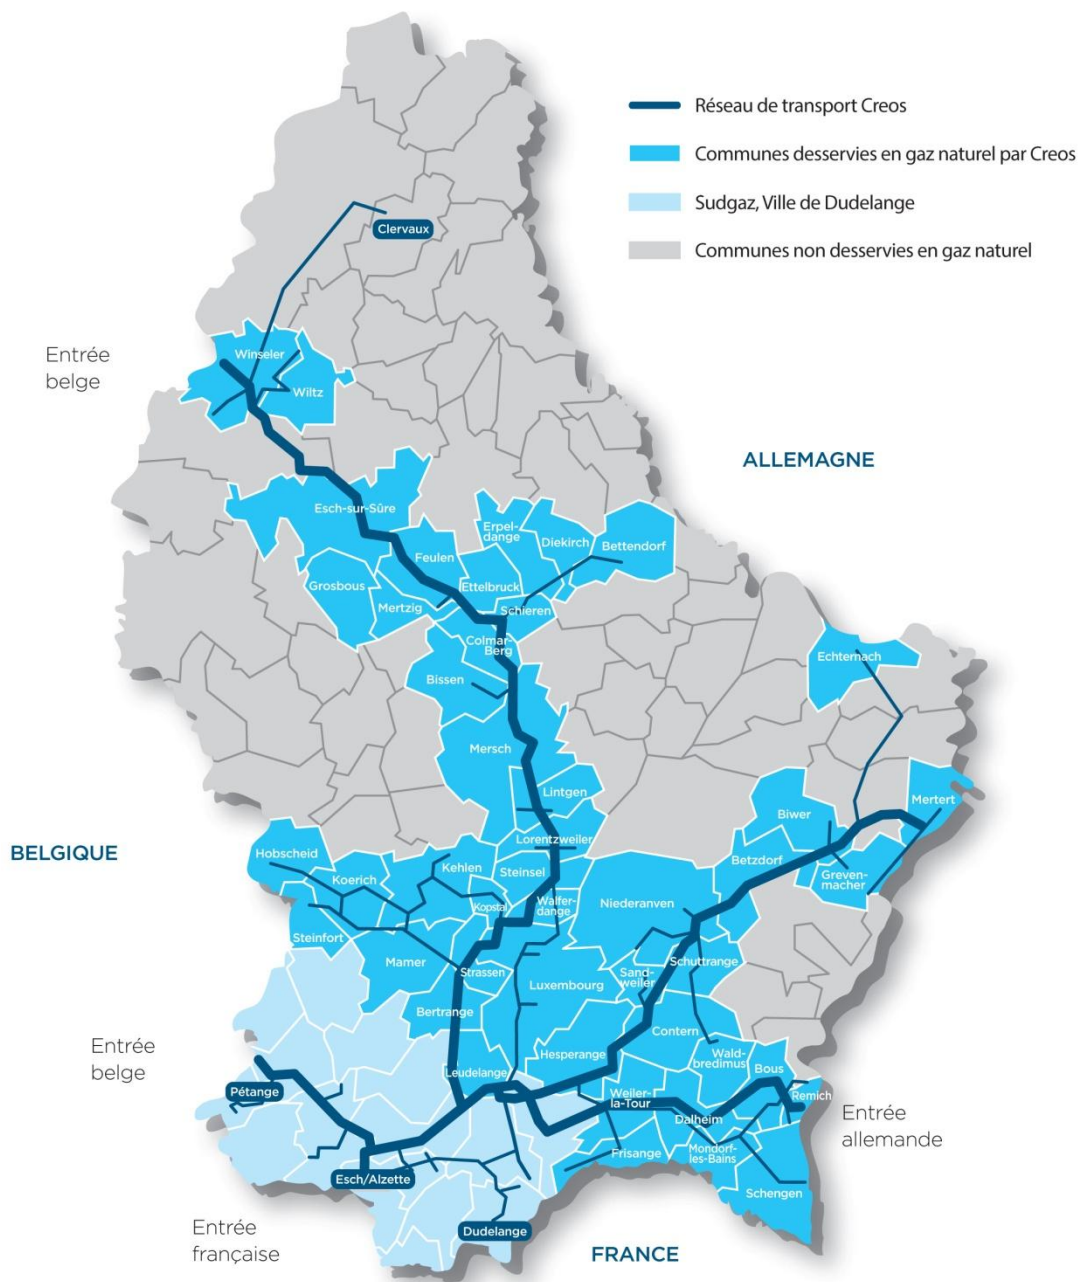 Réseau de transport Creos
Communes desservies en gaz naturel par Creos
Sudgaz, Ville de Dudelange
Communes non desservies en gaz naturel
Clervaux
Entrée
belge
Winseler
Wiltz
ALLEMAGNE
Esch-sur-Sûre
Erpel-
dange
Diekirch
Bettendorf
Feulen
Ettelbruck
Grosbous
Mertzig
Schieren
Colmar-
Berg
Bissen
Echternach
Mersch
Lintgen
Mertert
Biwer
Lorentzweiler
BELGIQUE
Hobscheid
Koerich
Kehlen
Steinsel
Betzdorf
Greven-
macher
Kopstal
Walfer-
dange
Niederanven
Steinfort
Mamer
Strassen
Schuttrange
Sand-
weiler
Luxembourg
Bertrange
Contern
Entrée
belge
Hesperange
Wald-
bredimus
Bous
Leudelange
Pétange
Weiler-
la-Tour
Remich
Dalheim
Entrée
allemande
Frisange
Mondorf-
les-Bains
Esch/Alzette
Schengen
Entrée
française
Dudelange
FRANCE